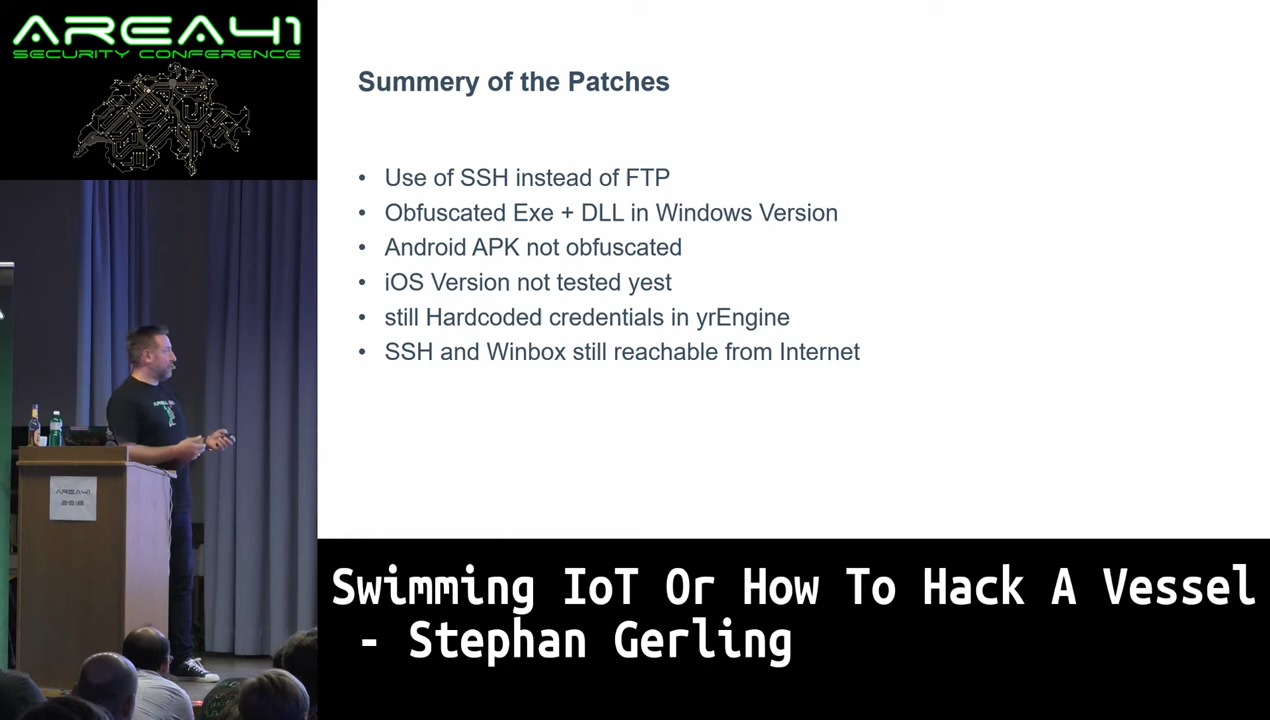 AREA41
SECURITY CONFERENCE
Summery of the Patches
• Use of SSH instead of FTP
• Obfuscated Exe + DLL in Windows Version
• Android APK not obfuscated
• iOS Version not tested yest
• still Hardcoded credentials in yrEngine
• SSH and Winbox still reachable from Internet
AREA41
2018
Swimming IoT Or How To Hack A Vessel
- Stephan Gerling